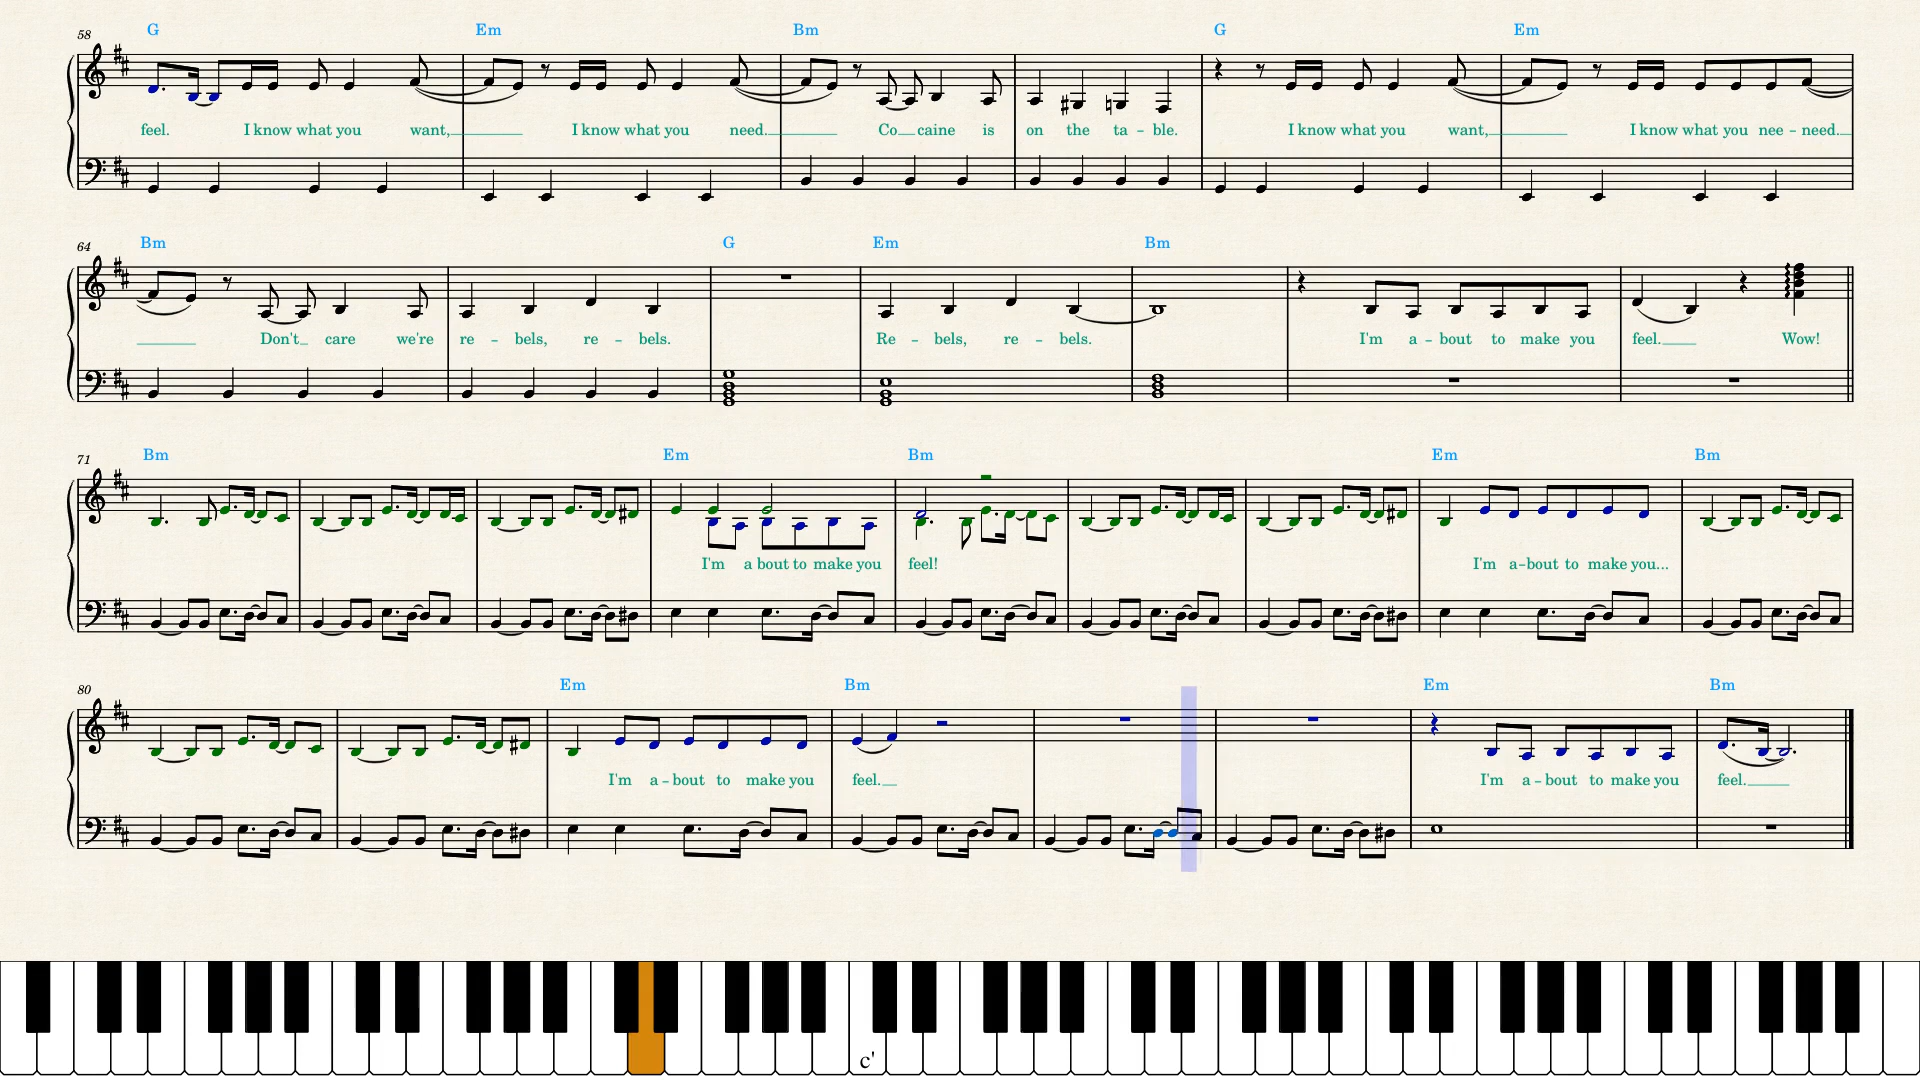 58 G Em Bm G Em
feel. I know what you want, I know what you need. Co caine is on the ta - ble. I know what you want, I know what you nee - need.
64 Bm G Em Bm
Don't care we're re - bels, re - bels. Re - bels, re - bels. I'm a - bout to make you feel. Wow!
71 Bm Em Bm Em Bm
I'm a bout to make you feel! I'm a - bout to make you...
80 Em Bm Em Bm
I'm a - bout to make you feel. I'm a - bout to make you feel.
c'